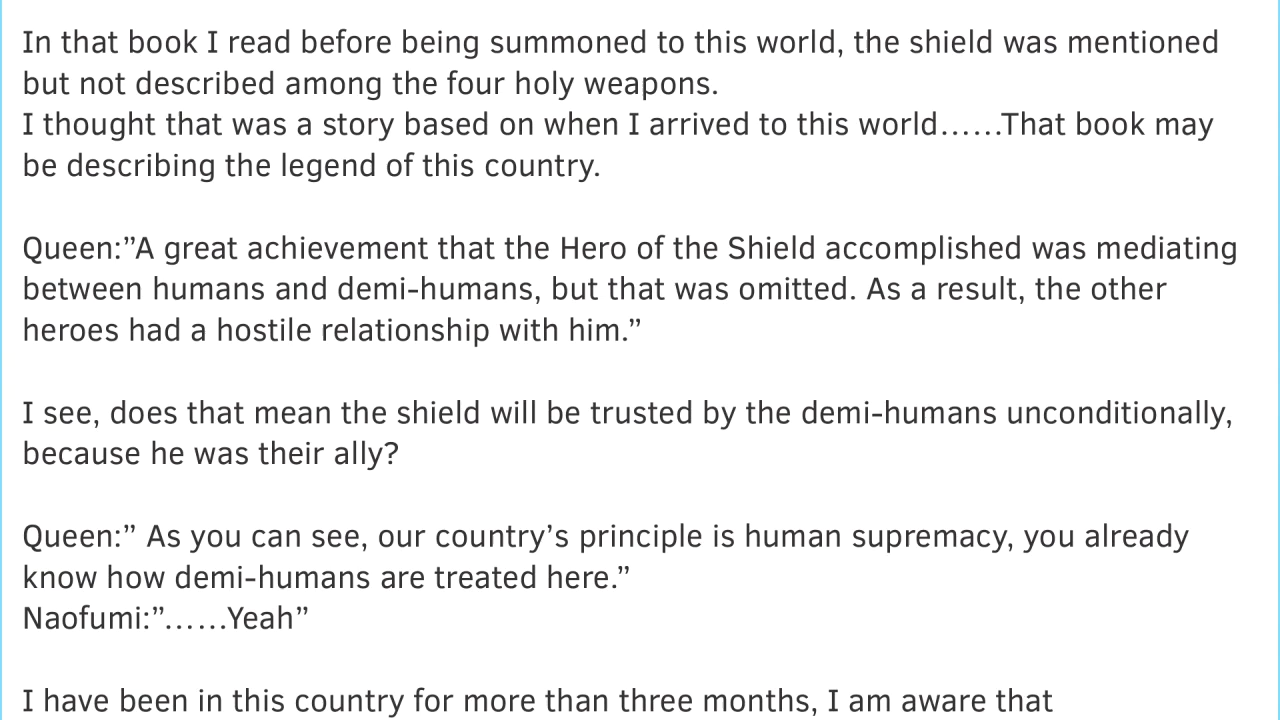 In that book I read before being summoned to this world, the shield was mentioned
but not described among the four holy weapons.
I thought that was a story based on when I arrived to this world……That book may
be describing the legend of this country.
Queen:”A great achievement that the Hero of the Shield accomplished was mediating
between humans and demi-humans, but that was omitted. As a result, the other
heroes had a hostile relationship with him.”
I see, does that mean the shield will be trusted by the demi-humans unconditionally,
because he was their ally?
Queen:” As you can see, our country’s principle is human supremacy, you already
know how demi-humans are treated here.”
Naofumi:”……Yeah”
I have been in this country for more than three months, I am aware that